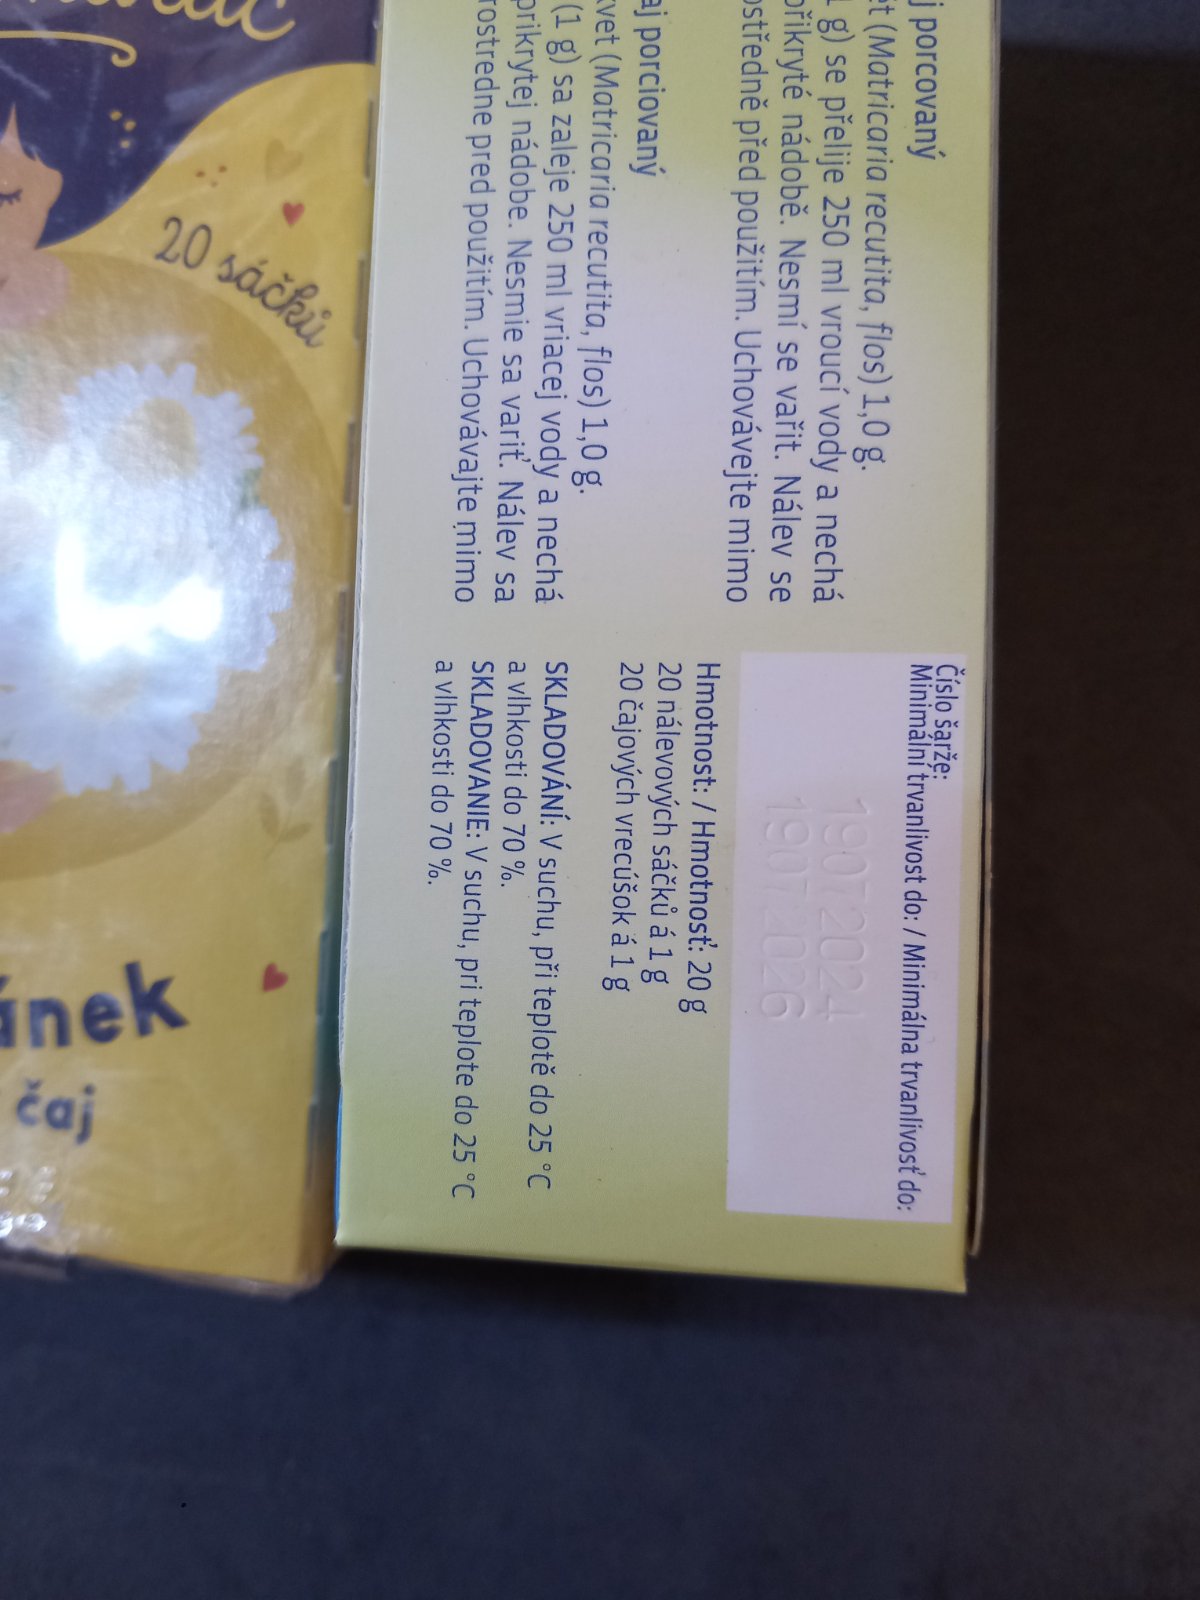 j porcovaný
ět (Matricaria recutita, flos) 1,0 g.
1 g) se přelije 250 ml vroucí vody a nechá
přikryté nádobě. Nesmí se vařit. Nálev se
ostředně před použitím. Uchovávejte mimo
aj porciovaný
kvet (Matricaria recutita, flos) 1,0 g.
(1 g) sa zaleje 250 ml vriacej vody a nechá
prikrytej nádobe. Nesmie sa variť. Nálev sa
rostredne pred použitím. Uchovávajte mimo
Číslo šarže:
Minimální trvanlivost do: / Minimálna trvanlivosť do:
19072024
19072026
Hmotnost: / Hmotnosť: 20 g
20 nálevových sáčků á 1 g
20 čajových vrecúšok á 1 g
SKLADOVÁNÍ: V suchu, při teplotě do 25 °C
a vlhkosti do 70 %.
SKLADOVANIE: V suchu, pri teplote do 25 °C
a vlhkosti do 70 %.
20 sáčků
ánek
čaj